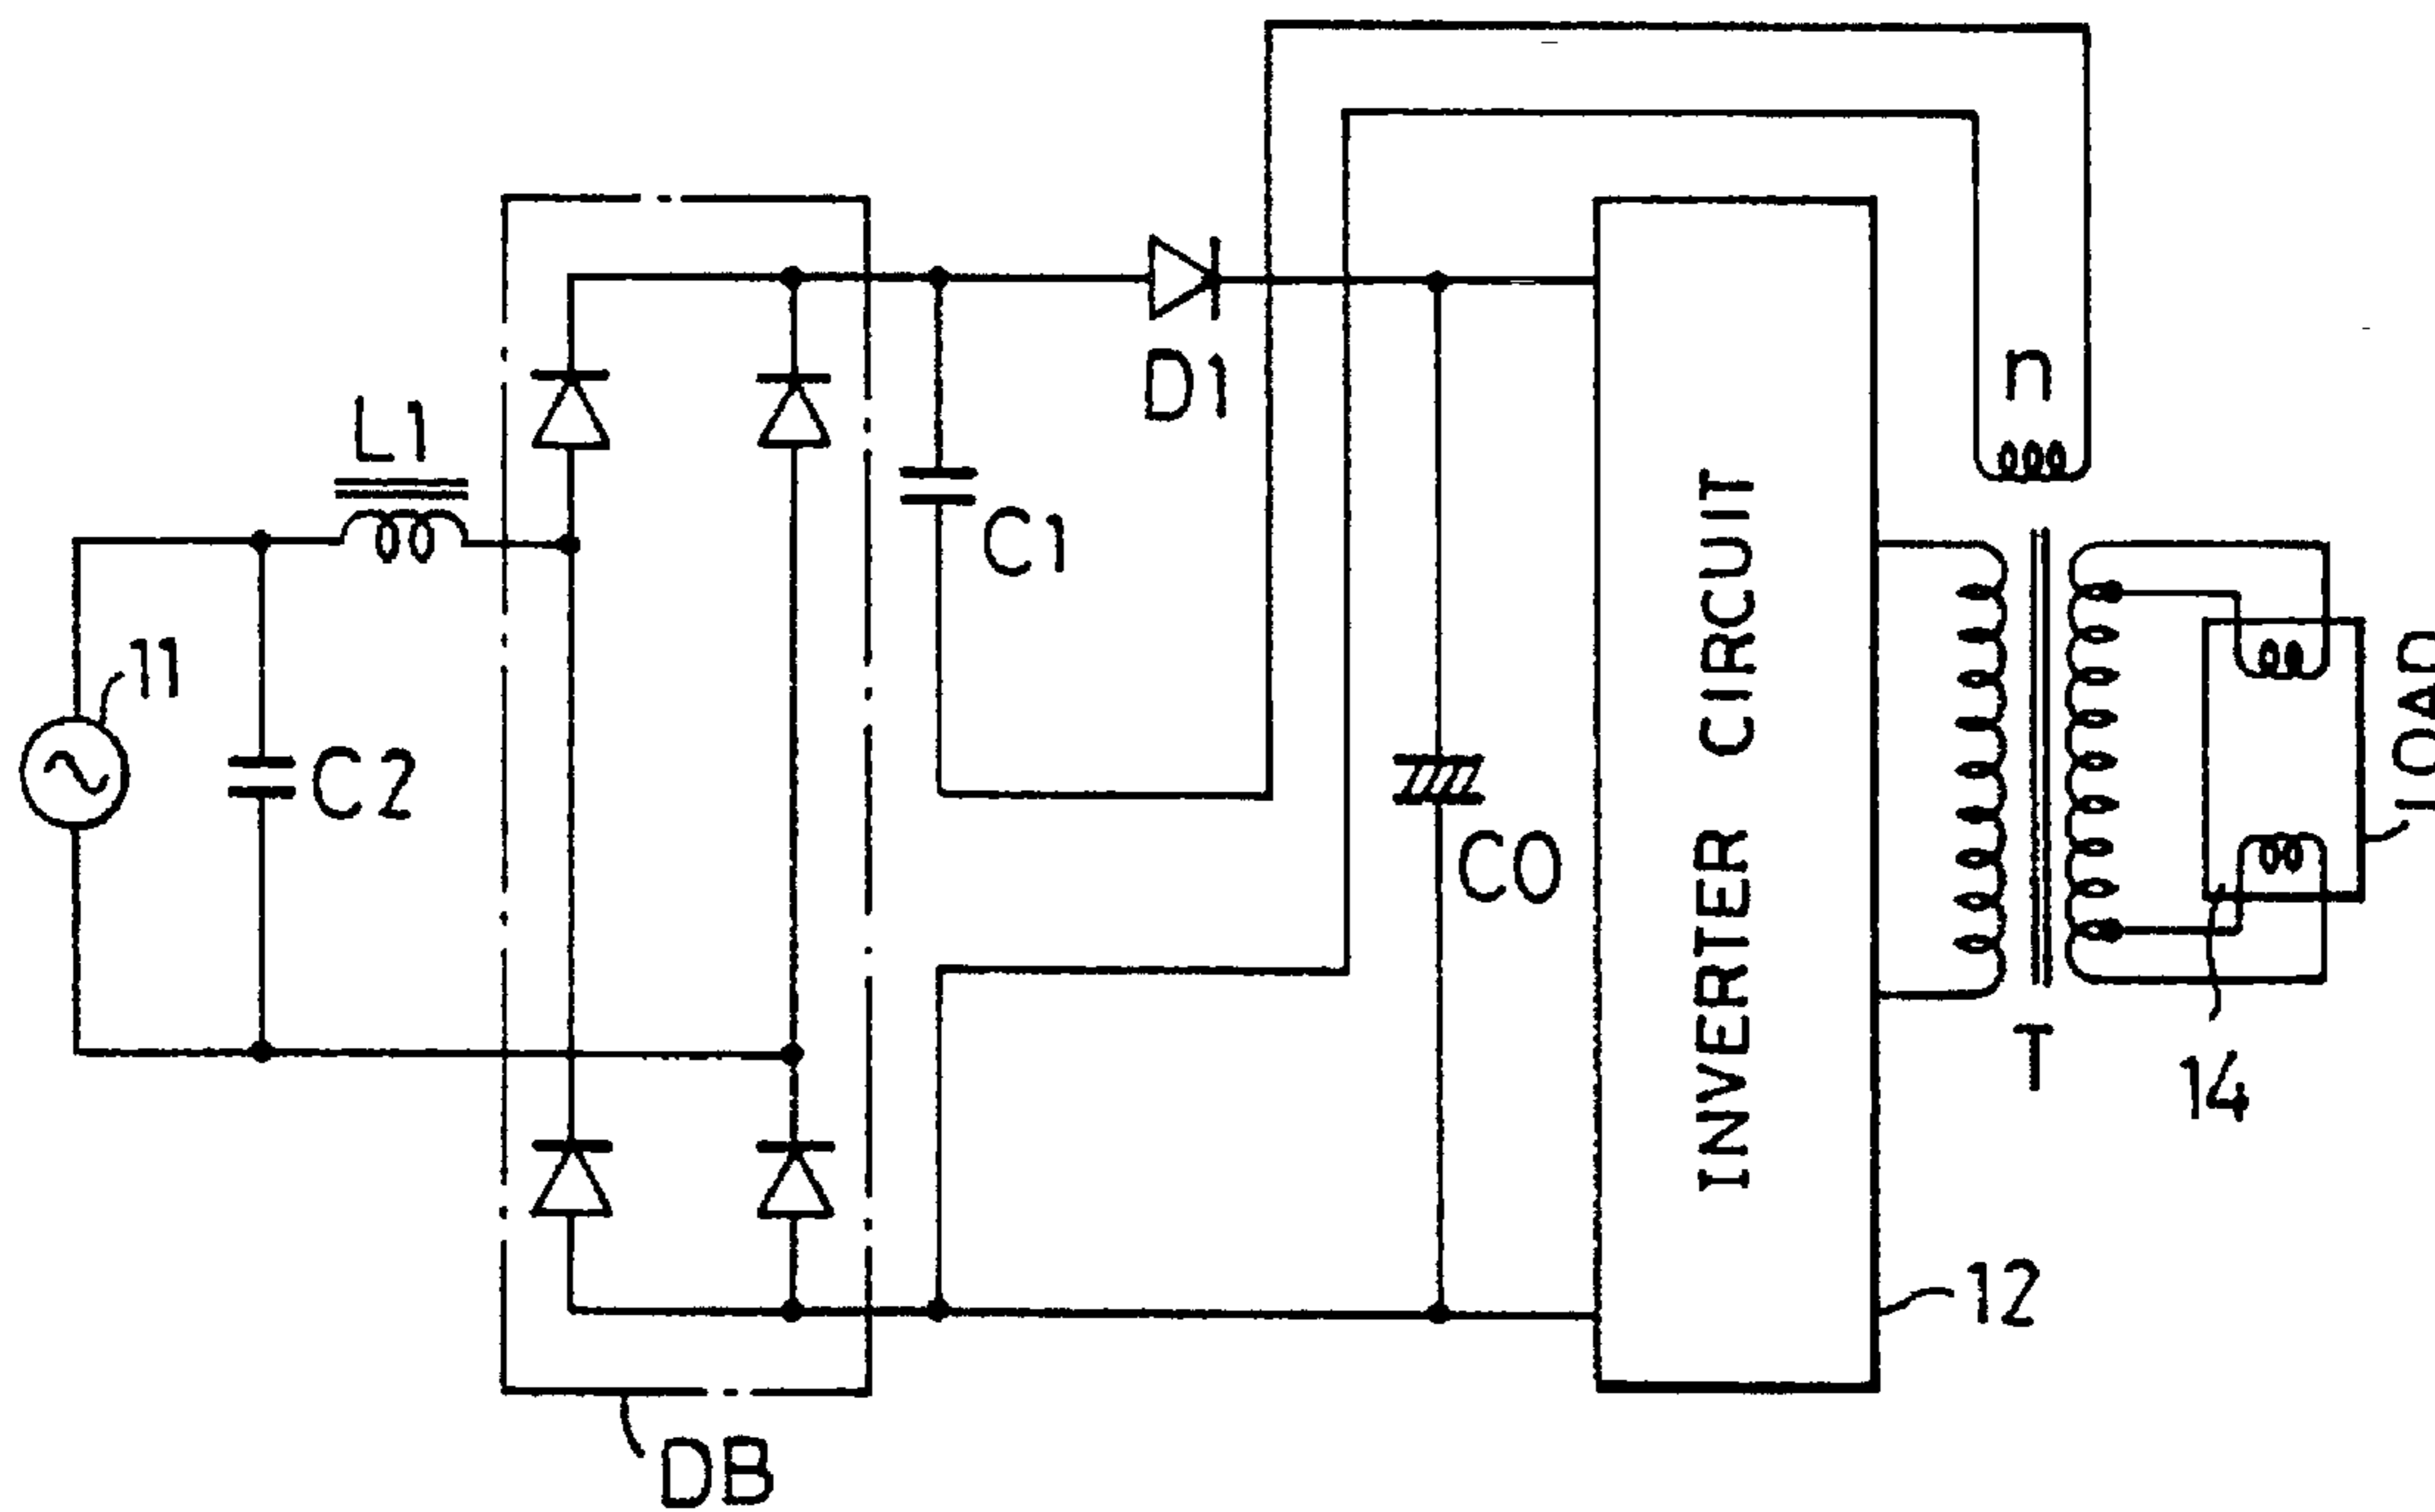 D1
n
L1
C1
11
C2
C0
INVERTER CIRCUIT
LOAD
T
14
12
DB